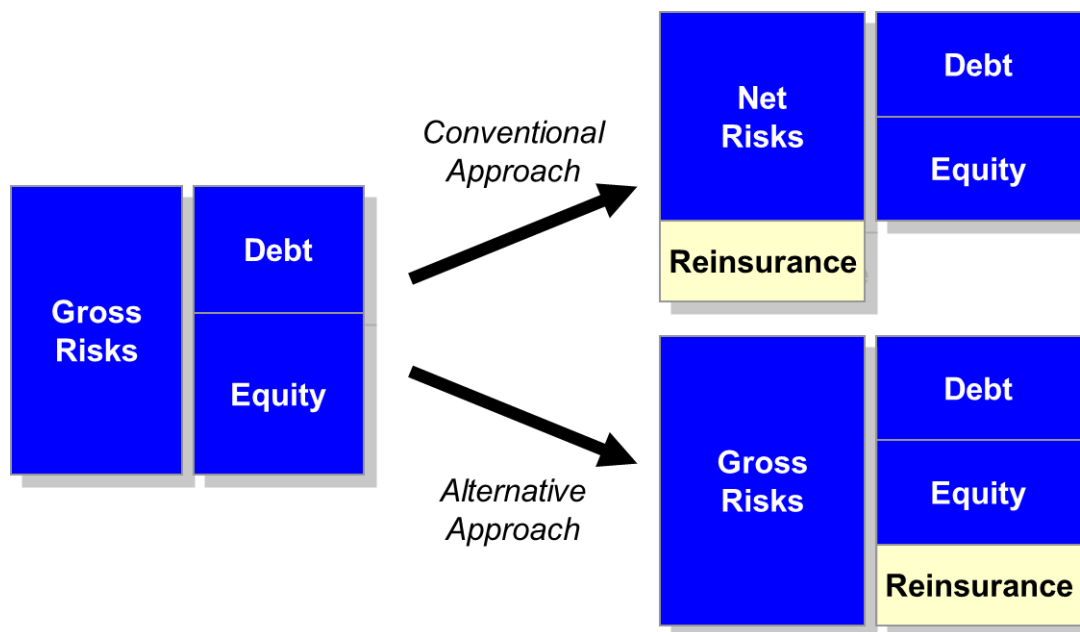 Gross
Risks
Debt
Equity
Conventional
Approach
Alternative
Approach
Net
Risks
Reinsurance
Debt
Equity
Gross
Risks
Debt
Equity
Reinsurance